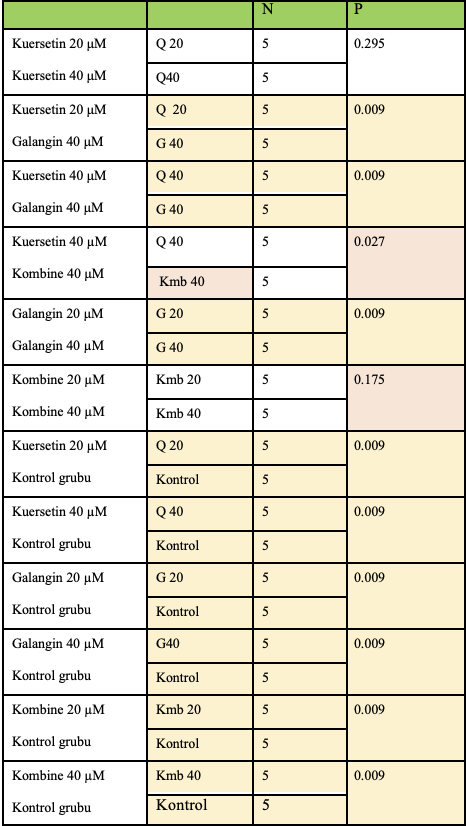 N P
Kuersetin 20 µM Q 20 5 0.295
Kuersetin 40 µM Q40 5
Kuersetin 20 µM Q 20 5 0.009
Galangin 40 µM G 40 5
Kuersetin 40 µM Q 40 5 0.009
Galangin 40 µM G 40 5
Kuersetin 40 µM Q 40 5 0.027
Kombine 40 µM Kmb 40 5
Galangin 20 µM G 20 5 0.009
Galangin 40 µM G 40 5
Kombine 20 µM Kmb 20 5 0.175
Kombine 40 µM Kmb 40 5
Kuersetin 20 µM Q 20 5 0.009
Kontrol grubu Kontrol 5
Kuersetin 40 µM Q 40 5 0.009
Kontrol grubu Kontrol 5
Galangin 20 µM G 20 5 0.009
Kontrol grubu Kontrol 5
Galangin 40 µM G40 5 0.009
Kontrol grubu Kontrol 5
Kombine 20 µM Kmb 20 5 0.009
Kontrol grubu Kontrol 5
Kombine 40 µM Kmb 40 5 0.009
Kontrol grubu Kontrol 5